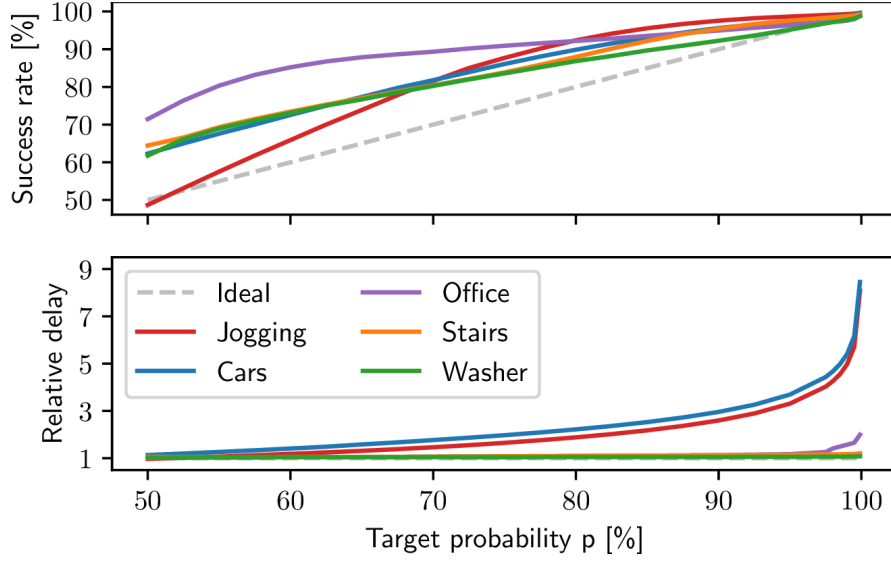 Success rate [%]
100
90
80
70
60
50
Relative delay
9
7
5
3
1
Ideal
Jogging
Cars
Office
Stairs
Washer
50 60 70 80 90 100
Target probability p [%]